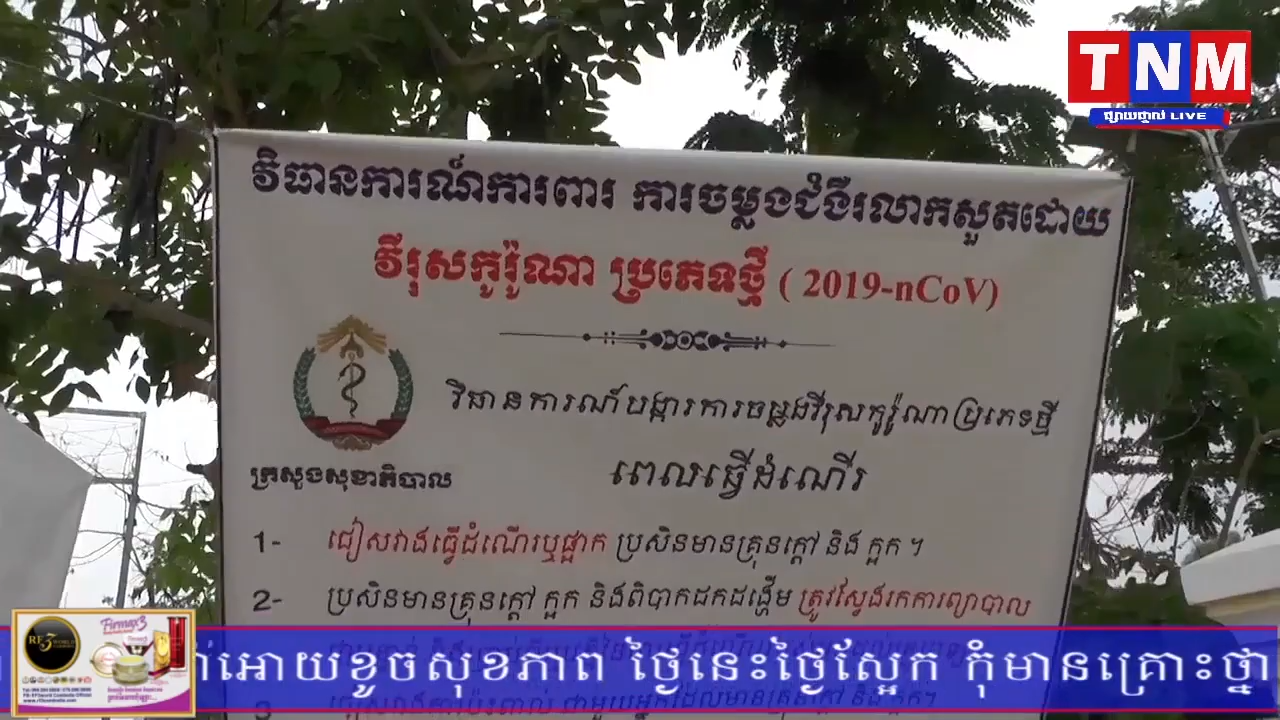 TNM
ផ្សាយផ្ទាល់ LIVE
វិធានការណ៍ការពារ ការចម្លងជំងឺរលាកសួតដោយ
វីរុសកូរ៉ូណា ប្រភេទថ្មី ( 2019-nCoV)
វិធានការណ៍បង្ការការចម្លងវីរុសកូរ៉ូណាប្រភេទថ្មី
ពេលធ្វើដំណើរ
ក្រសួងសុខាភិបាល
1- ជៀសវាងធ្វើដំណើរឬផ្អាក ប្រសិនមានគ្រុនក្តៅ និង ក្អក ។
2- ប្រសិនមានគ្រុនក្តៅ ក្អក និងពិបាកដកដង្ហើម ត្រូវស្វែងរកការព្យាបាល
អោយខូចសុខភាព ថ្ងៃនេះថ្ងៃស្អែក កុំមានគ្រោះថ្នា
Firmax3
RF3 WORLD